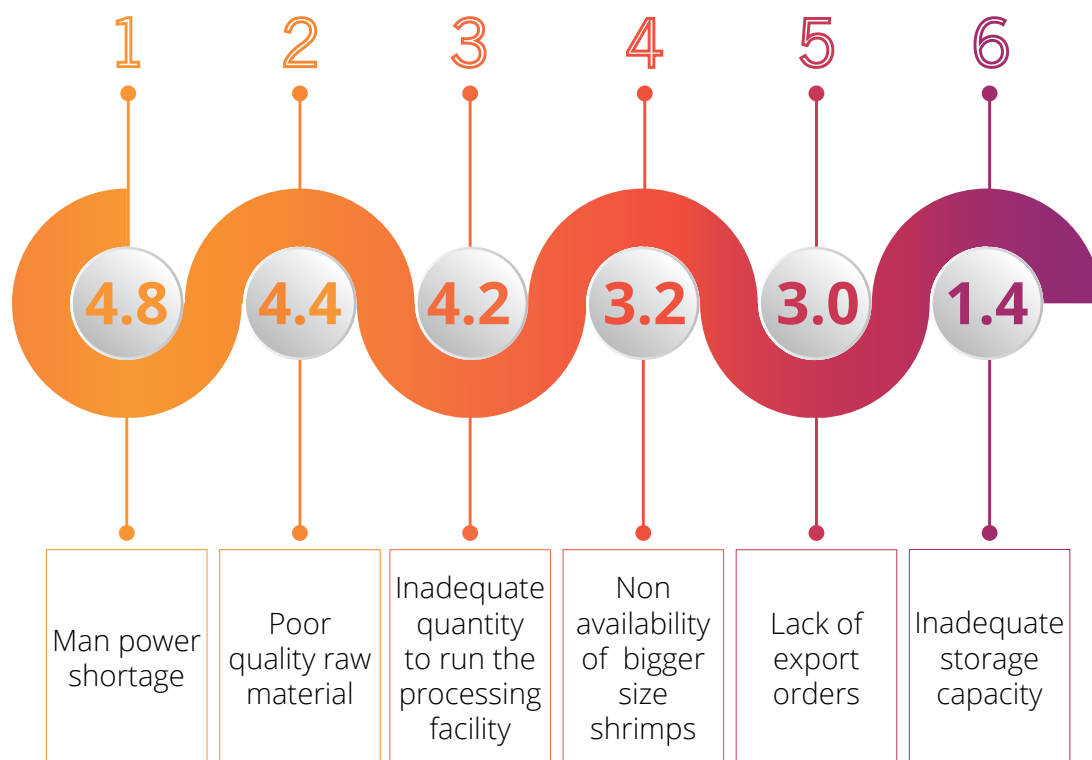 1
2
3
4
5
6
4.8
4.4
4.2
3.2
3.0
1.4
Man power
shortage
Poor
quality raw
material
Inadequate
quantity
to run the
processing
facility
Non
availability
of bigger
size
shrimps
Lack of
export
orders
Inadequate
storage
capacity